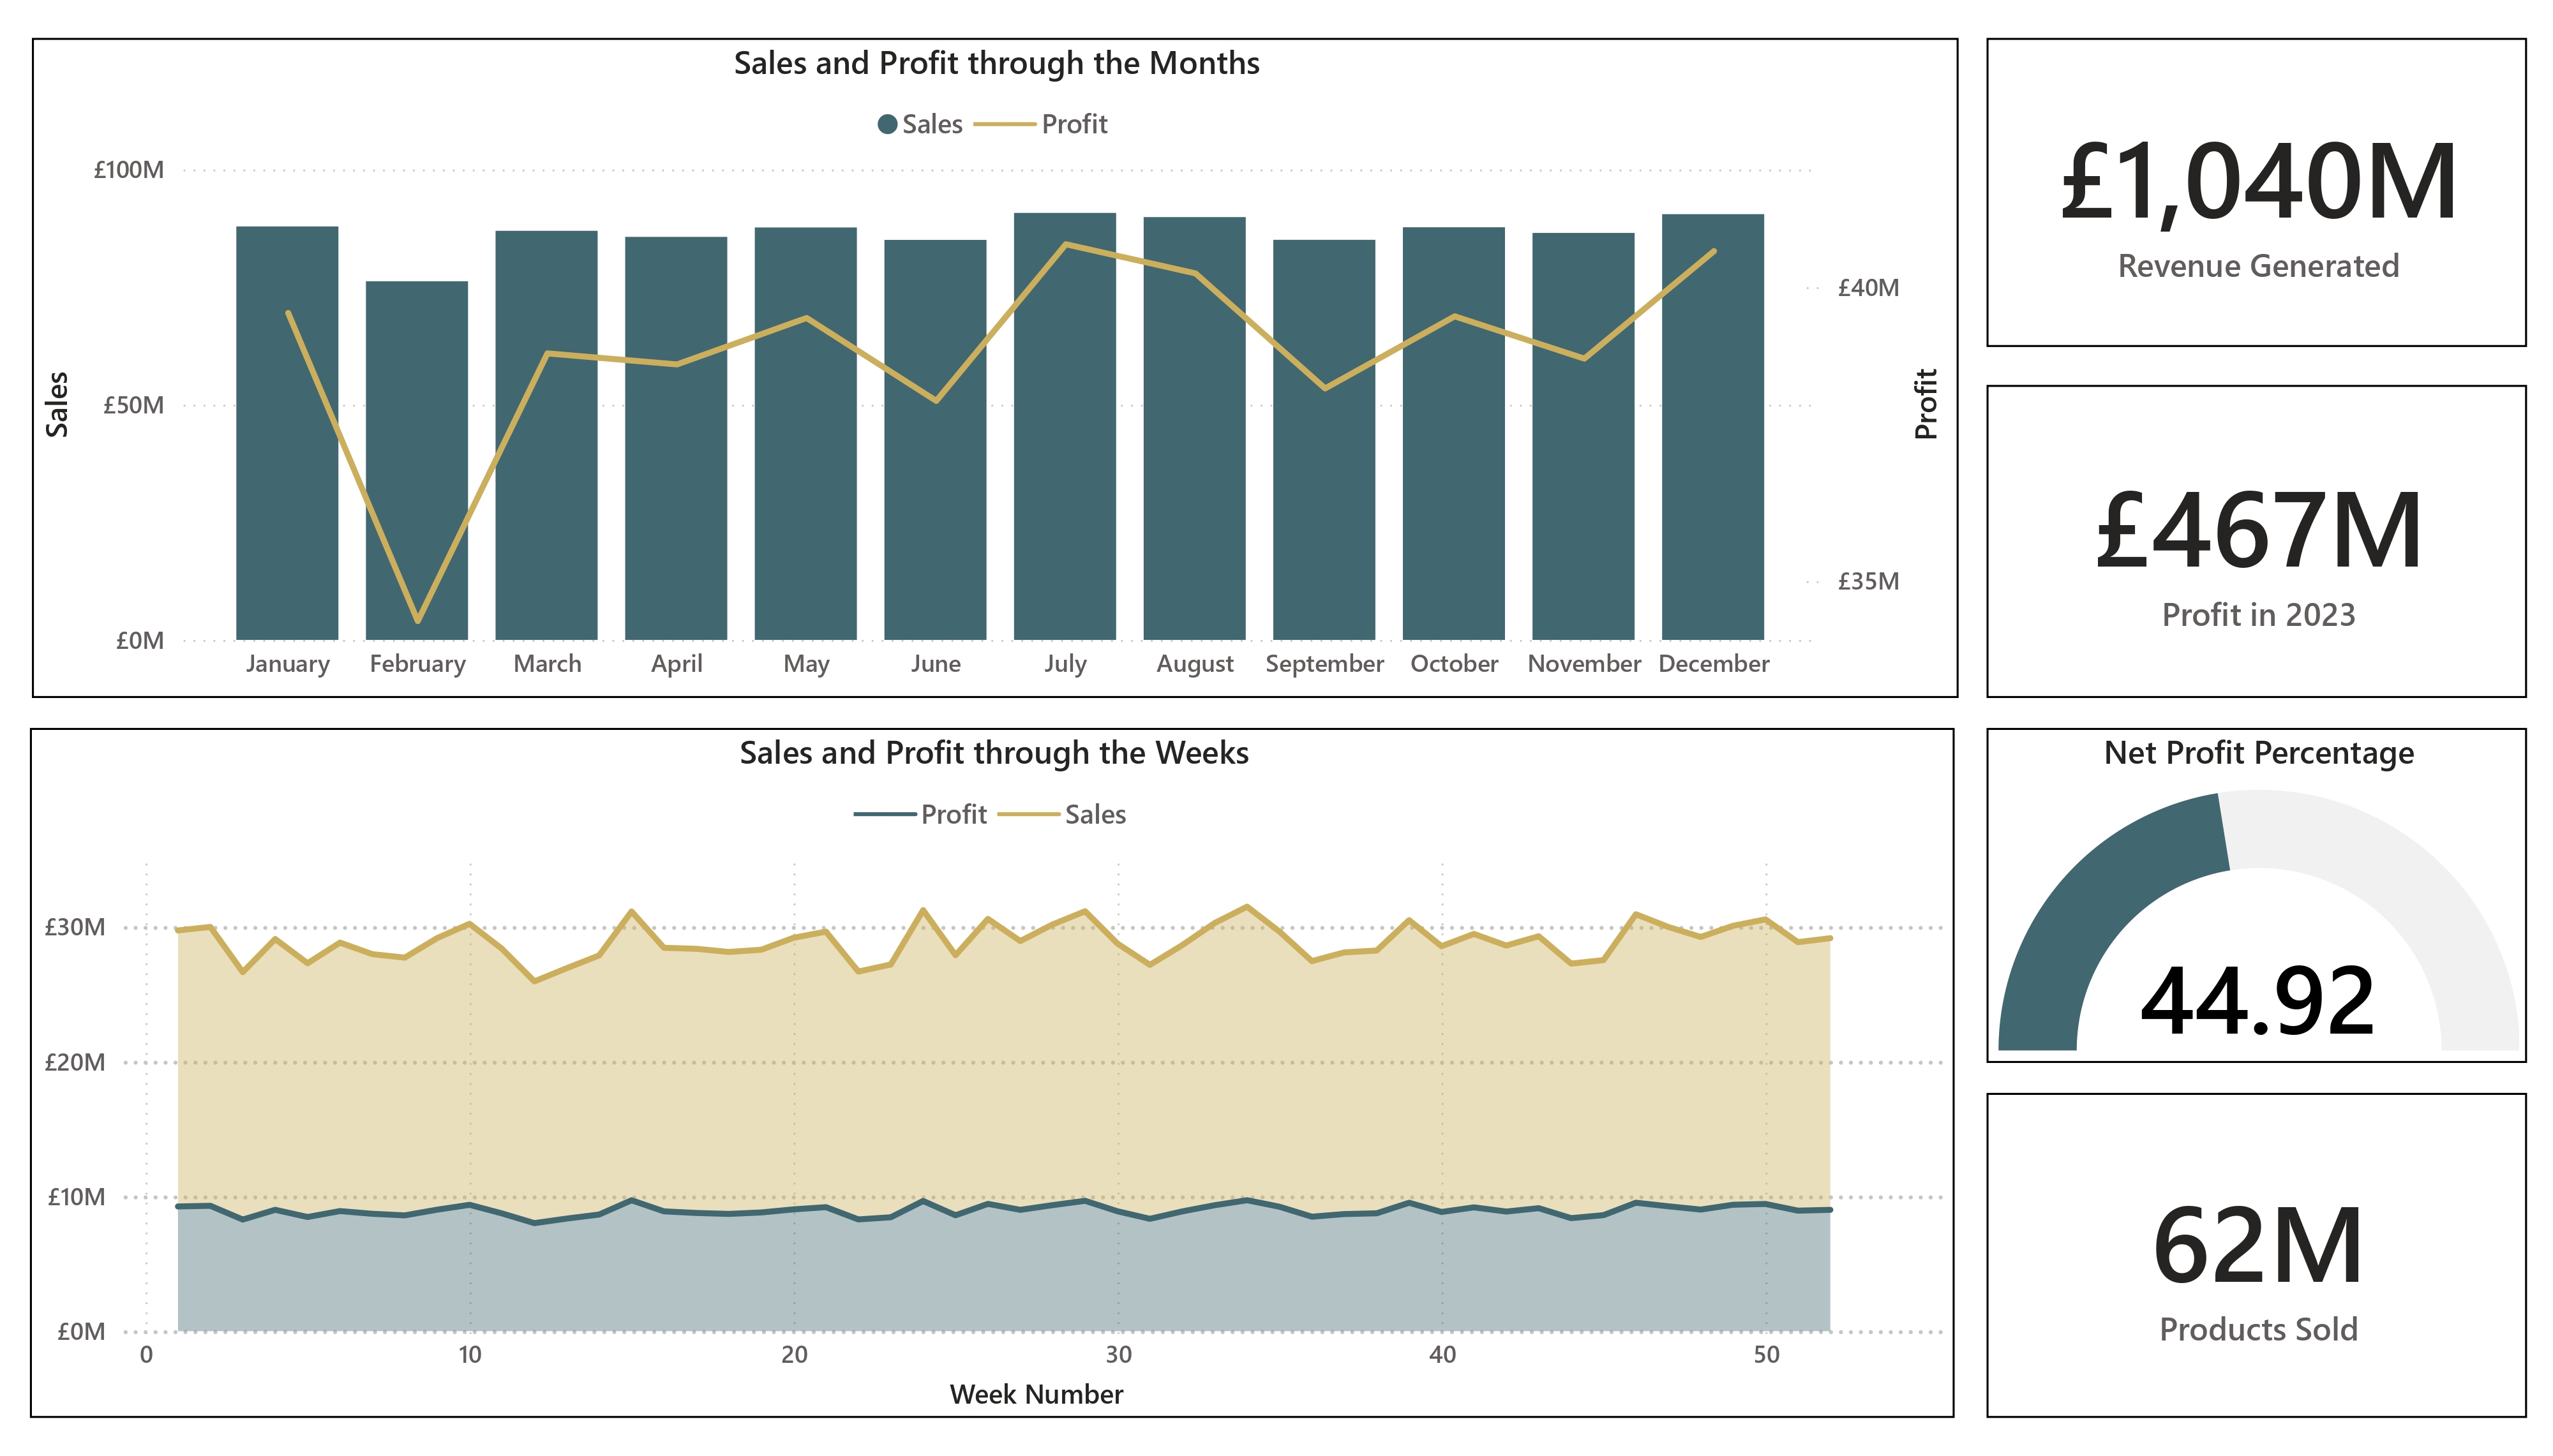 Sales and Profit through the Months
Sales Profit
£100M
£50M
£0M
Sales
£40M
£35M
Profit
January February March April May June July August September October November December
£1,040M
Revenue Generated
£467M
Profit in 2023
Sales and Profit through the Weeks
Profit Sales
£30M
£20M
£10M
£0M
0 10 20 30 40 50
Week Number
Net Profit Percentage
44.92
62M
Products Sold